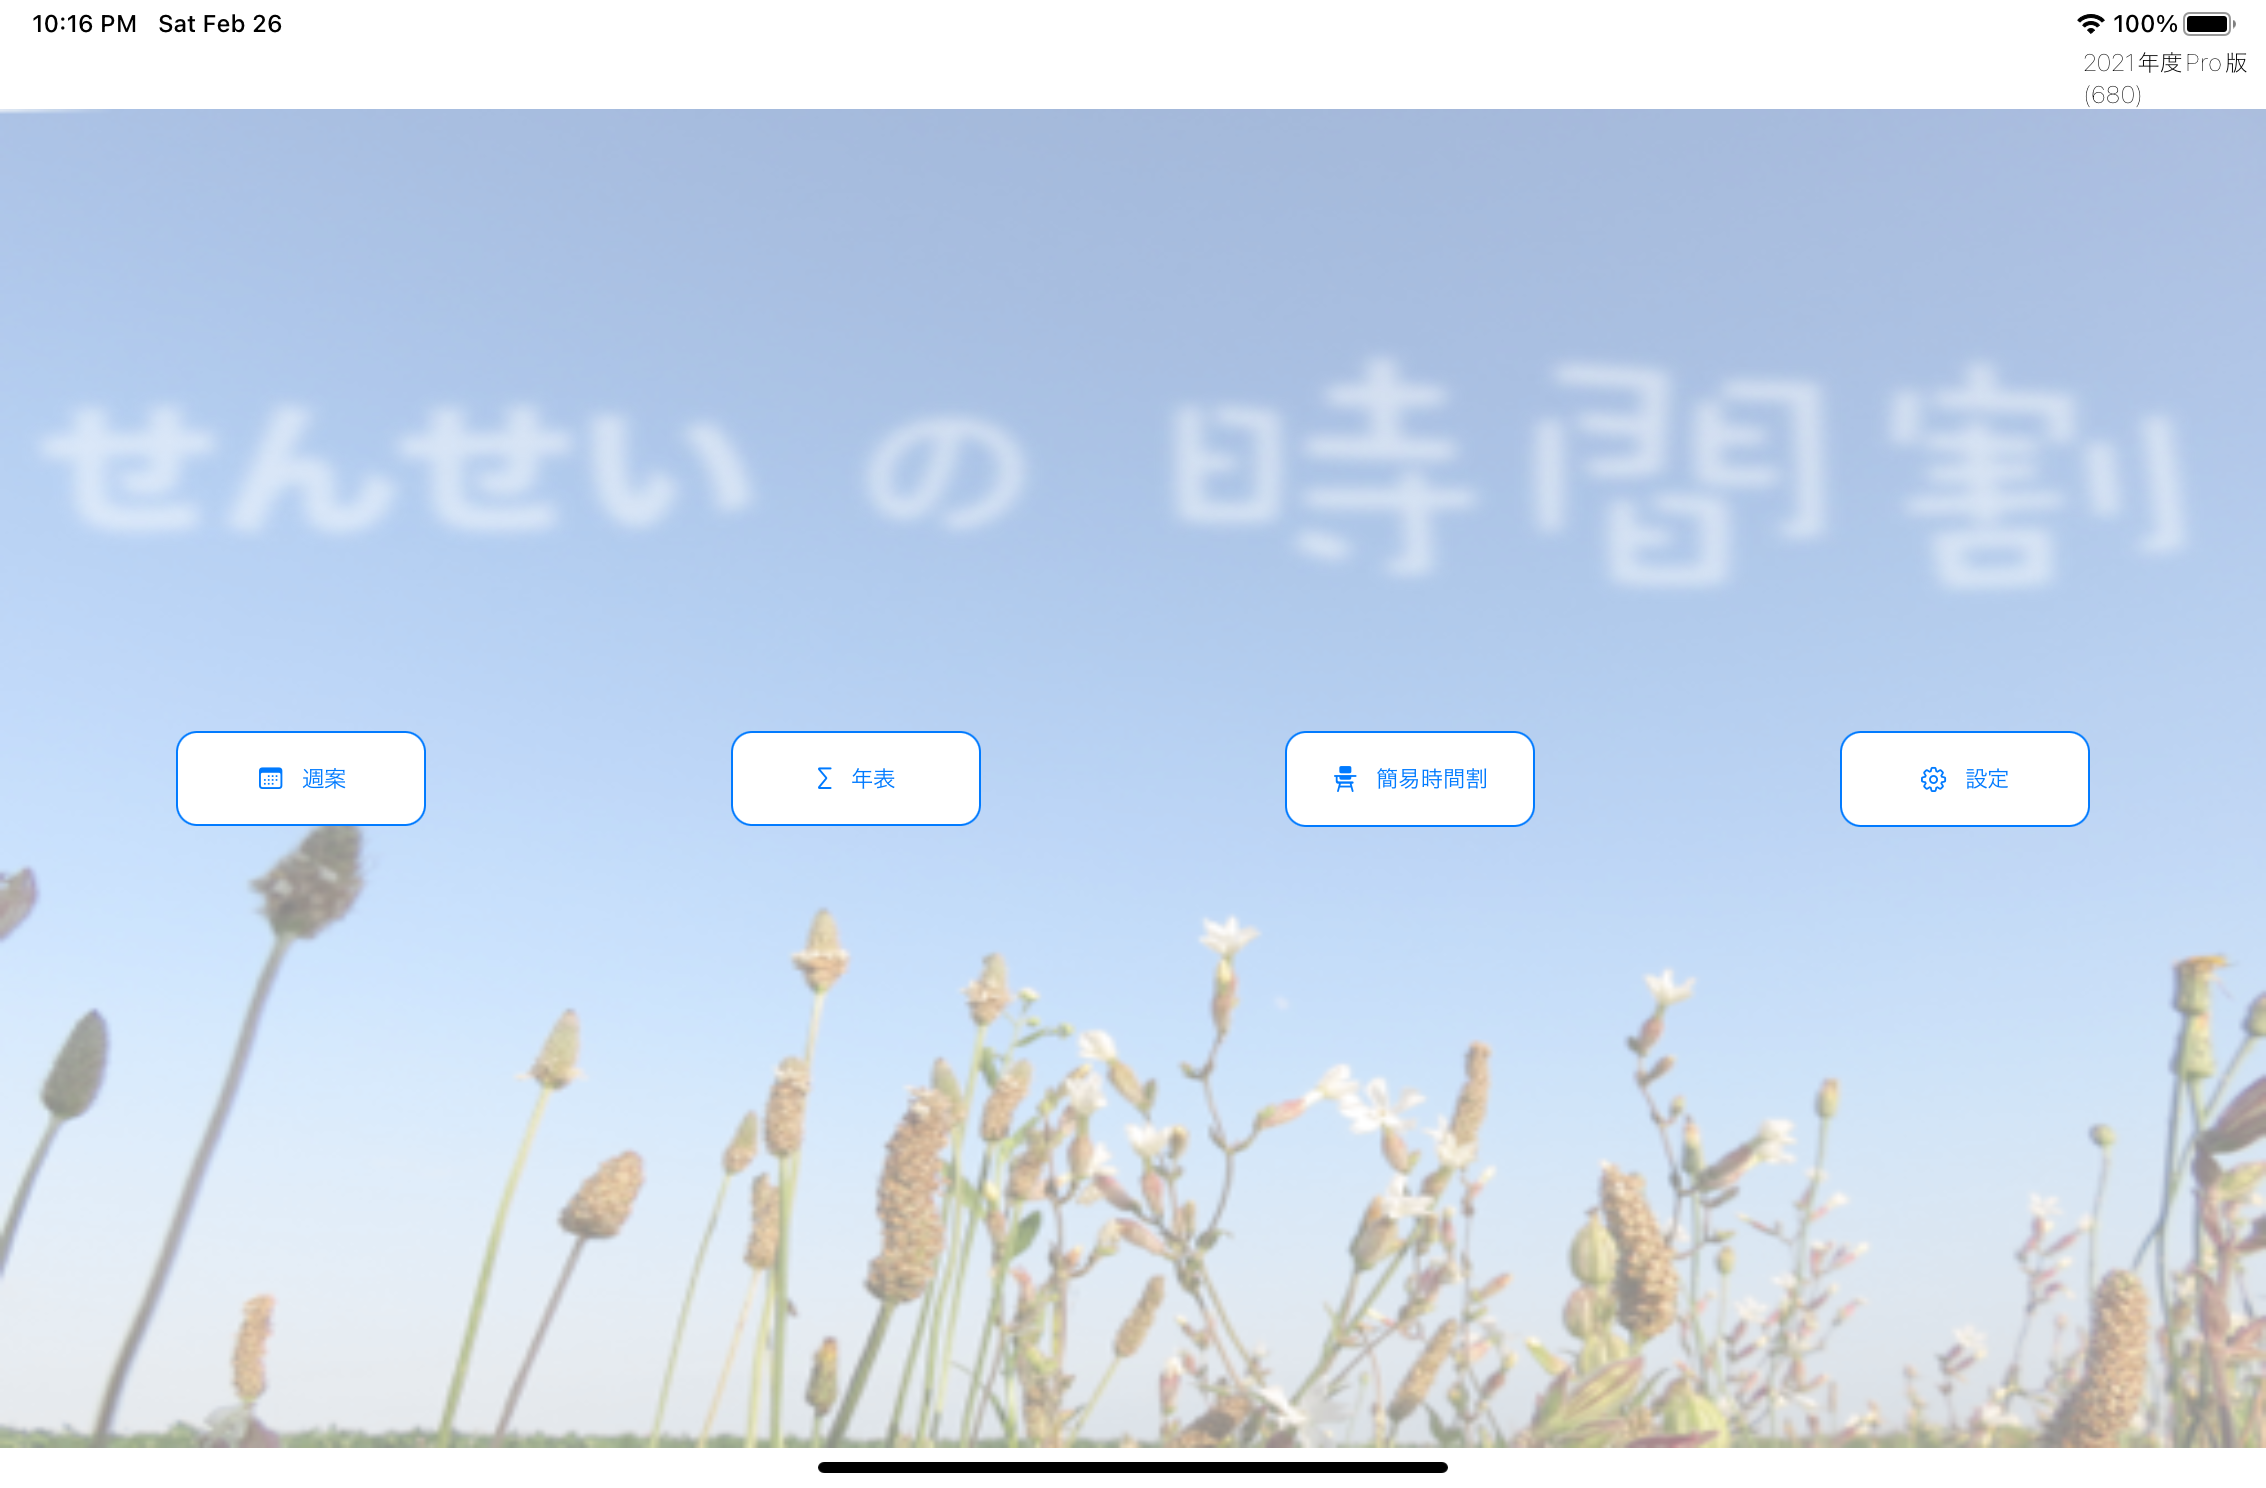 10:16 PM Sat Feb 26
100%
2021年度Pro版
(680)
せんせい の 時間割
週案
年表
簡易時間割
設定